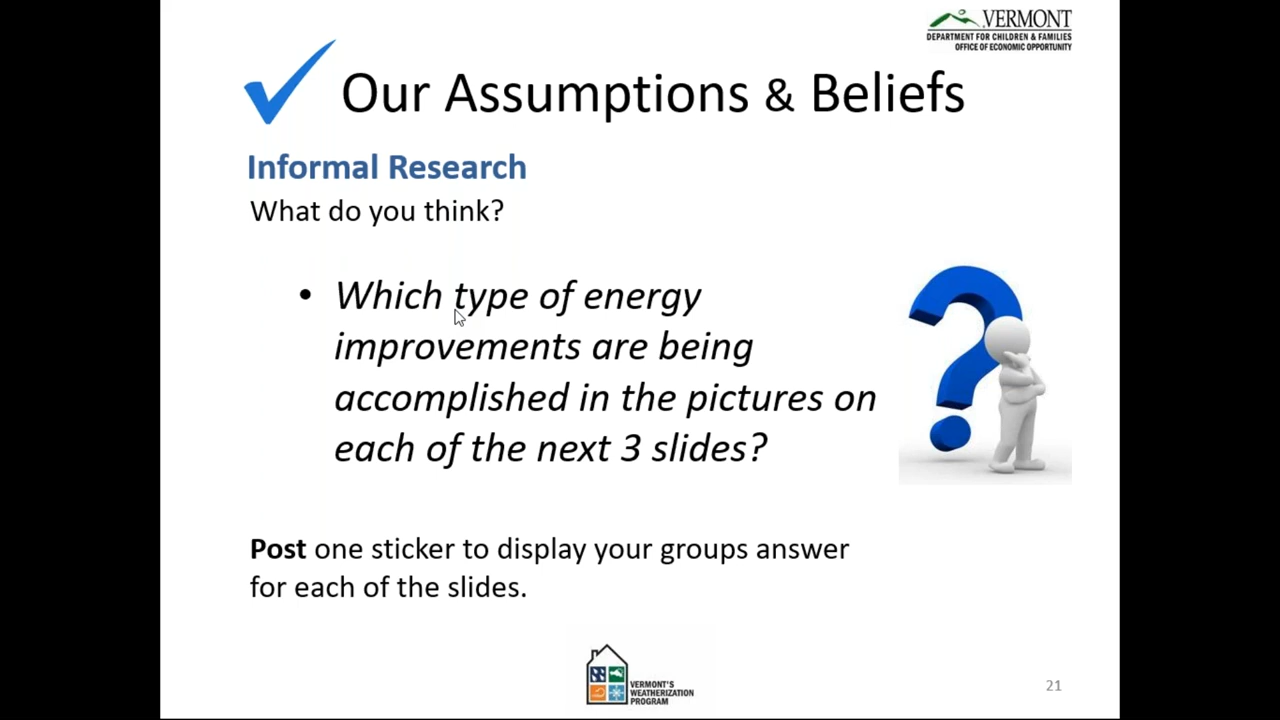 VERMONT
DEPARTMENT FOR CHILDREN & FAMILIES
OFFICE OF ECONOMIC OPPORTUNITY
Our Assumptions & Beliefs
Informal Research
What do you think?
• Which type of energy
improvements are being
accomplished in the pictures on
each of the next 3 slides?
Post one sticker to display your groups answer
for each of the slides.
VERMONT'S
WEATHERIZATION
PROGRAM
21